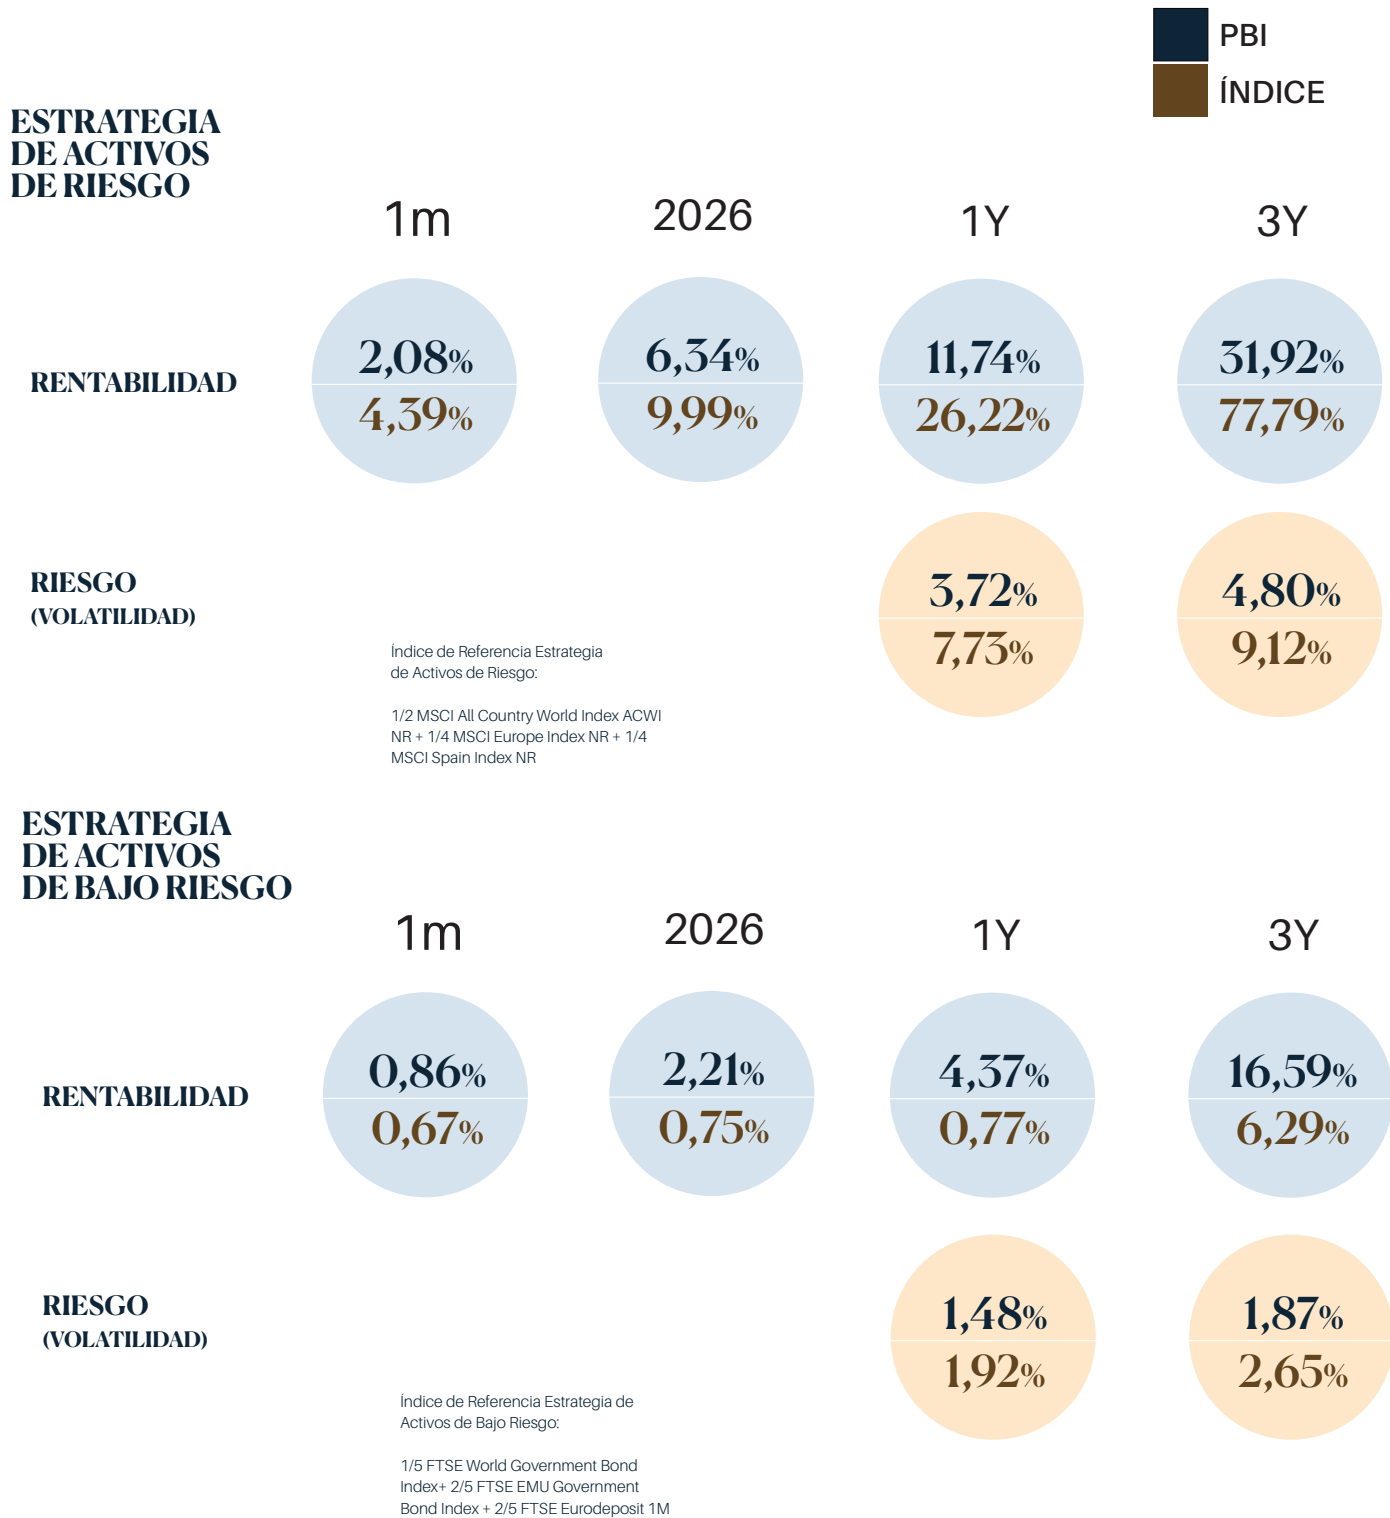 PBI
ÍNDICE
ESTRATEGIA
DE ACTIVOS
DE RIESGO
1m
2026
1Y
3Y
RENTABILIDAD
2,08%
4,39%
6,34%
9,99%
11,74%
26,22%
31,92%
77,79%
RIESGO
(VOLATILIDAD)
3,72%
7,73%
4,80%
9,12%
Índice de Referencia Estrategia
de Activos de Riesgo:
1/2 MSCI All Country World Index ACWI
NR + 1/4 MSCI Europe Index NR + 1/4
MSCI Spain Index NR
ESTRATEGIA
DE ACTIVOS
DE BAJO RIESGO
1m
2026
1Y
3Y
RENTABILIDAD
0,86%
0,67%
2,21%
0,75%
4,37%
0,77%
16,59%
6,29%
RIESGO
(VOLATILIDAD)
1,48%
1,92%
1,87%
2,65%
Índice de Referencia Estrategia de
Activos de Bajo Riesgo:
1/5 FTSE World Government Bond
Index+ 2/5 FTSE EMU Government
Bond Index + 2/5 FTSE Eurodeposit 1M